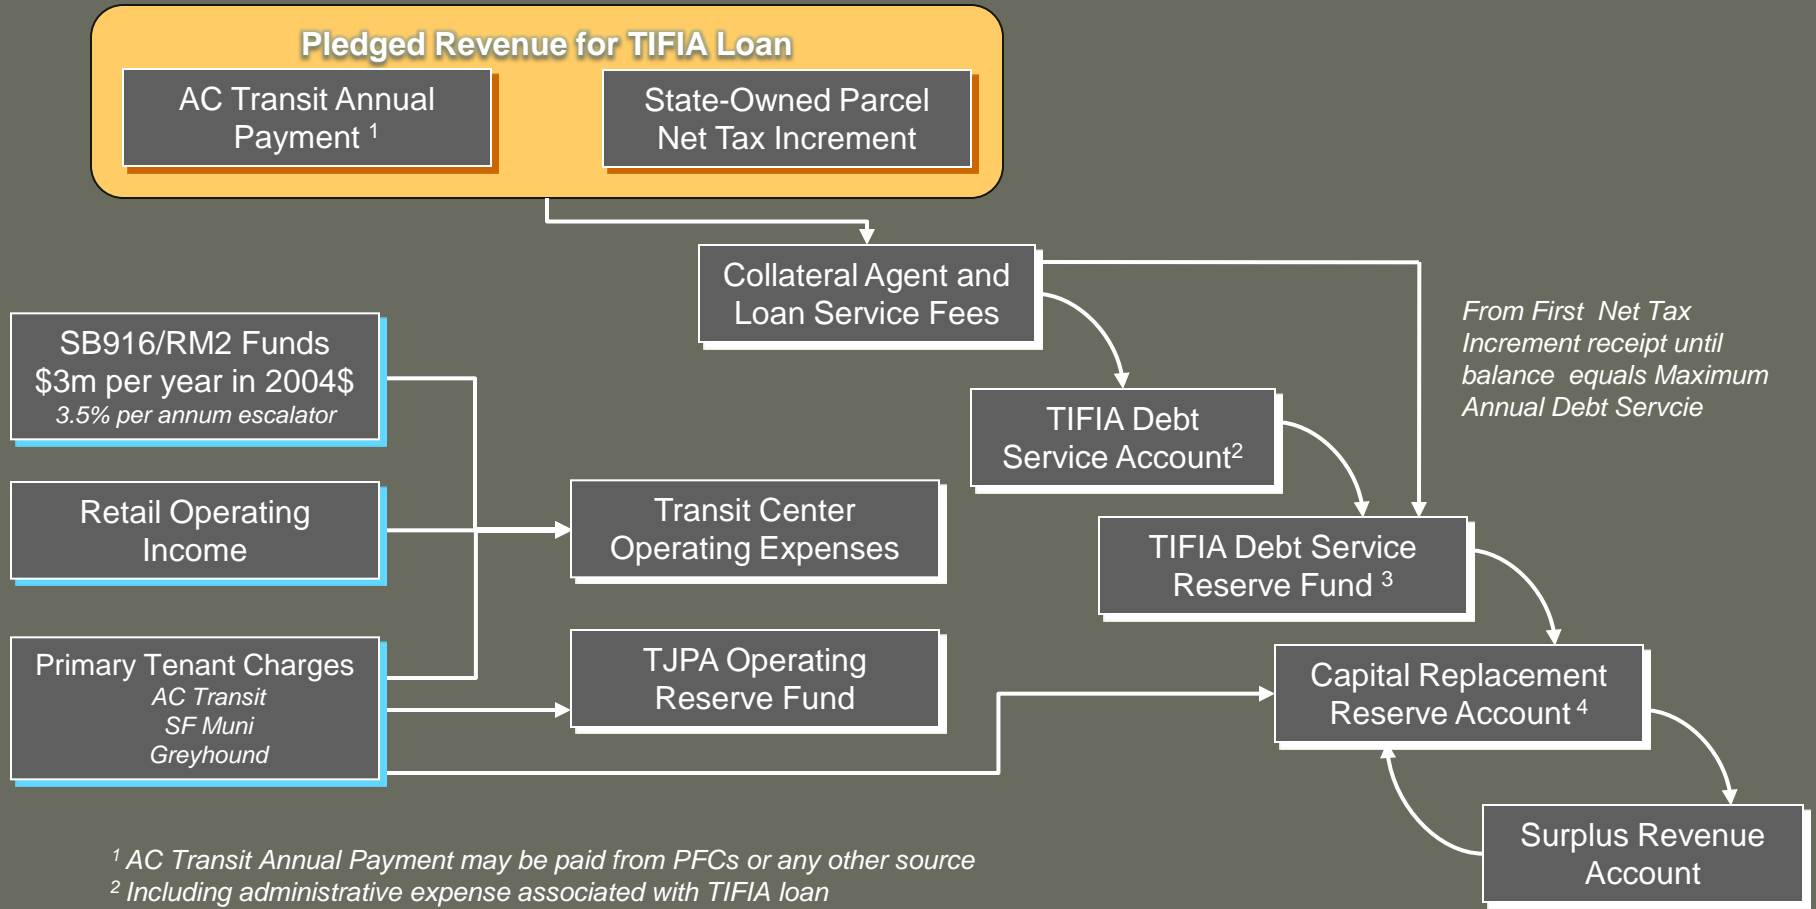 Pledged Revenue for TIFIA Loan
AC Transit Annual
Payment ¹
State-Owned Parcel
Net Tax Increment
Collateral Agent and
Loan Service Fees
From First  Net Tax
Increment receipt until
balance  equals Maximum
Annual Debt Servcie
SB916/RM2 Funds
$3m per year in 2004$
3.5% per annum escalator
TIFIA Debt
Service Account²
Retail Operating
Income
Transit Center
Operating Expenses
TIFIA Debt Service
Reserve Fund ³
Primary Tenant Charges
AC Transit
SF Muni
Greyhound
TJPA Operating
Reserve Fund
Capital Replacement
Reserve Account ⁴
Surplus Revenue
Account
¹ AC Transit Annual Payment may be paid from PFCs or any other source
² Including administrative expense associated with TIFIA loan